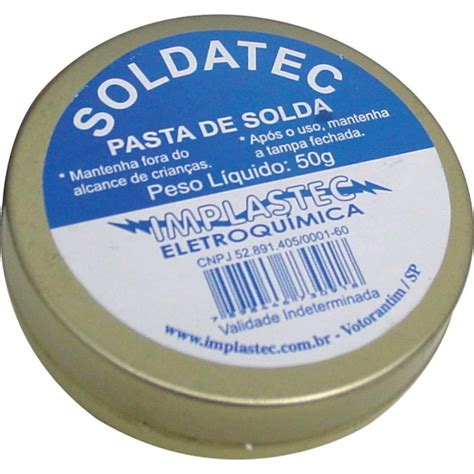 SOLDATEC
PASTA DE SOLDA
* Mantenha fora do
alcance de crianças.
* Após o uso, mantenha
a tampa fechada.
Peso Líquido: 50g
IMPLASTEC
ELETROQUÍMICA
CNPJ 52.891.405/0001-60
Validade Indeterminada
www.implastec.com.br - Votorantim / SP